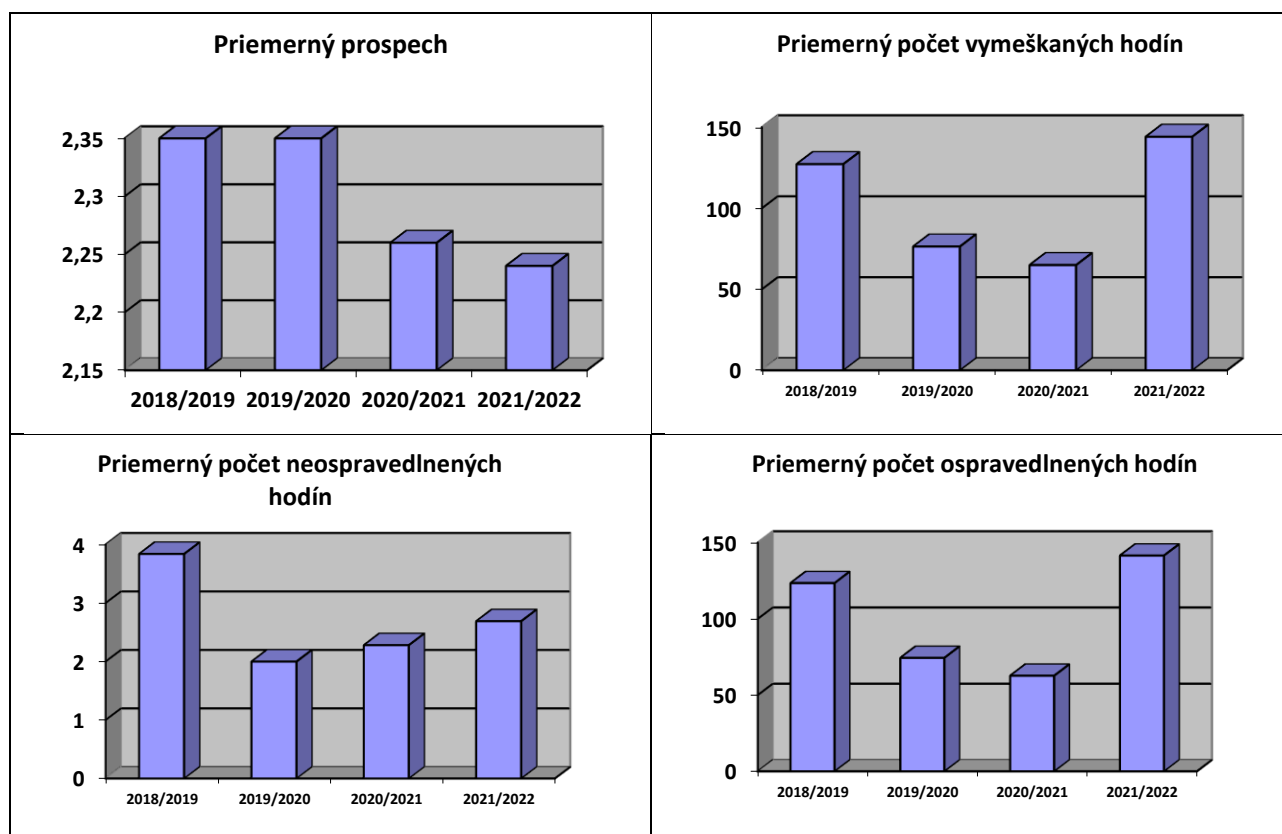 Priemerný prospech
2,35
2,3
2,25
2,2
2,15
2018/2019 2019/2020 2020/2021 2021/2022
Priemerný počet vymeškaných hodín
150
100
50
0
2018/2019 2019/2020 2020/2021 2021/2022
Priemerný počet neospravedlnených
hodín
4
3
2
1
0
2018/2019 2019/2020 2020/2021 2021/2022
Priemerný počet ospravedlnených hodín
150
100
50
0
2018/2019 2019/2020 2020/2021 2021/2022